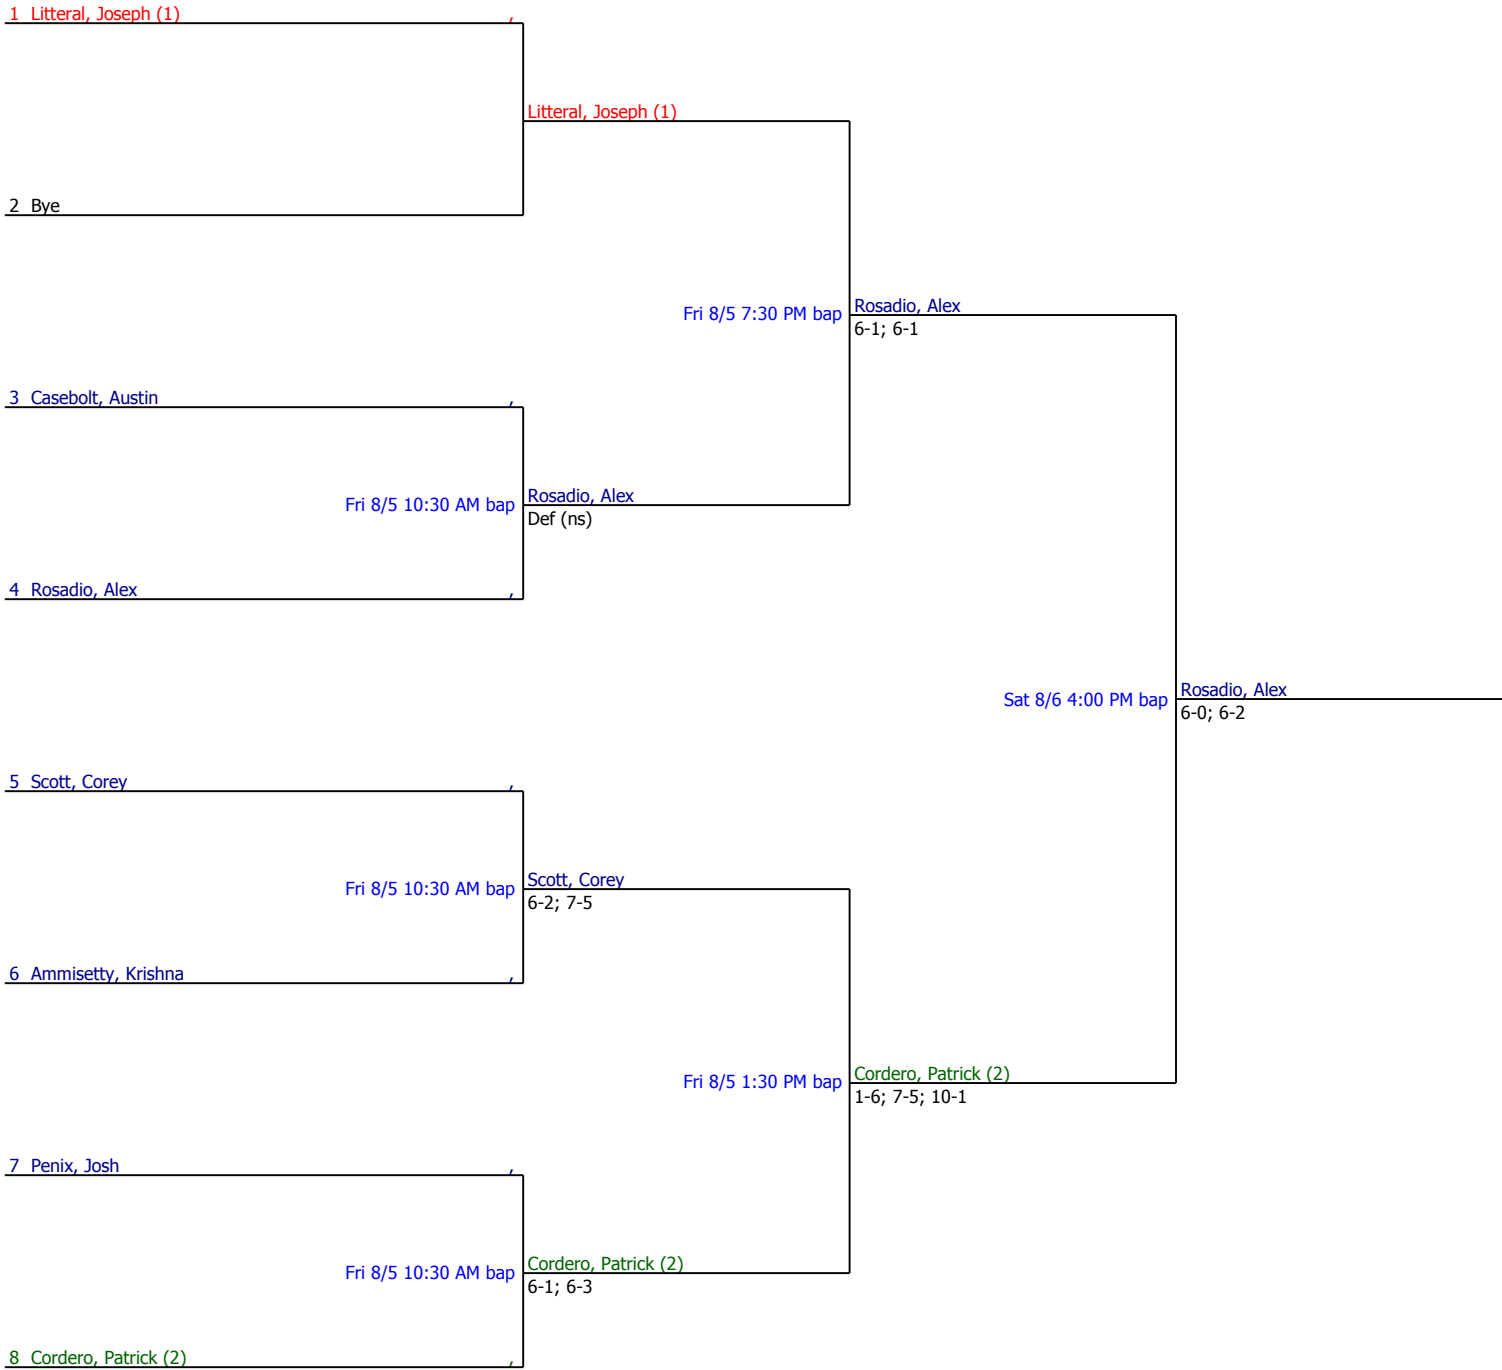 1 Litteral, Joseph (1) ,
Litteral, Joseph (1)
2 Bye
Fri 8/5 7:30 PM bap
Rosadio, Alex
6-1; 6-1
3 Casebolt, Austin ,
Fri 8/5 10:30 AM bap
Rosadio, Alex
Def (ns)
4 Rosadio, Alex ,
Sat 8/6 4:00 PM bap
Rosadio, Alex
6-0; 6-2
5 Scott, Corey ,
Fri 8/5 10:30 AM bap
Scott, Corey
6-2; 7-5
6 Ammisetty, Krishna ,
Fri 8/5 1:30 PM bap
Cordero, Patrick (2)
1-6; 7-5; 10-1
7 Penix, Josh ,
Fri 8/5 10:30 AM bap
Cordero, Patrick (2)
6-1; 6-3
8 Cordero, Patrick (2) ,